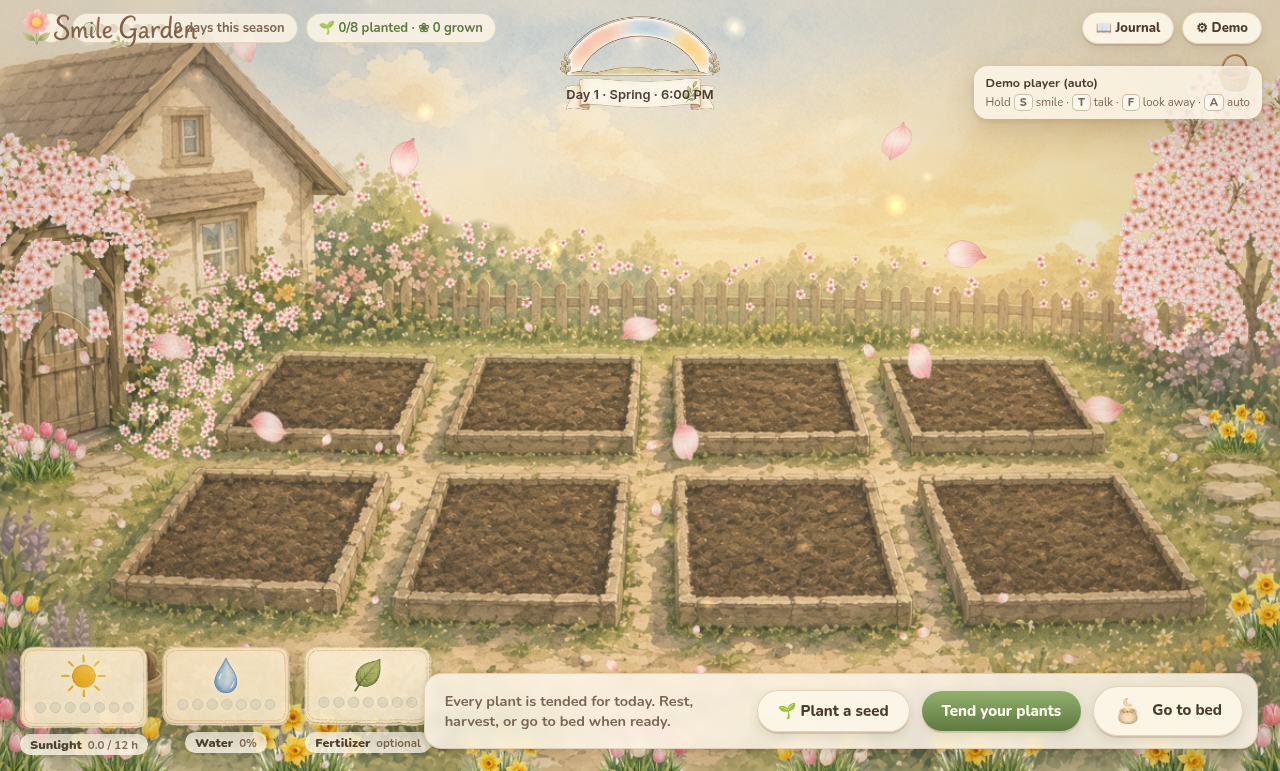 Smile Garden
0 days this season
🌱 0/8 planted · ❀ 0 grown
Day 1 · Spring · 6:00 PM
📖 Journal
⚙ Demo
Demo player (auto)
Hold S smile · T talk · F look away · A auto
Every plant is tended for today. Rest,
harvest, or go to bed when ready.
🌱 Plant a seed
Tend your plants
Go to bed
Sunlight 0.0 / 12 h
Water 0%
Fertilizer optional